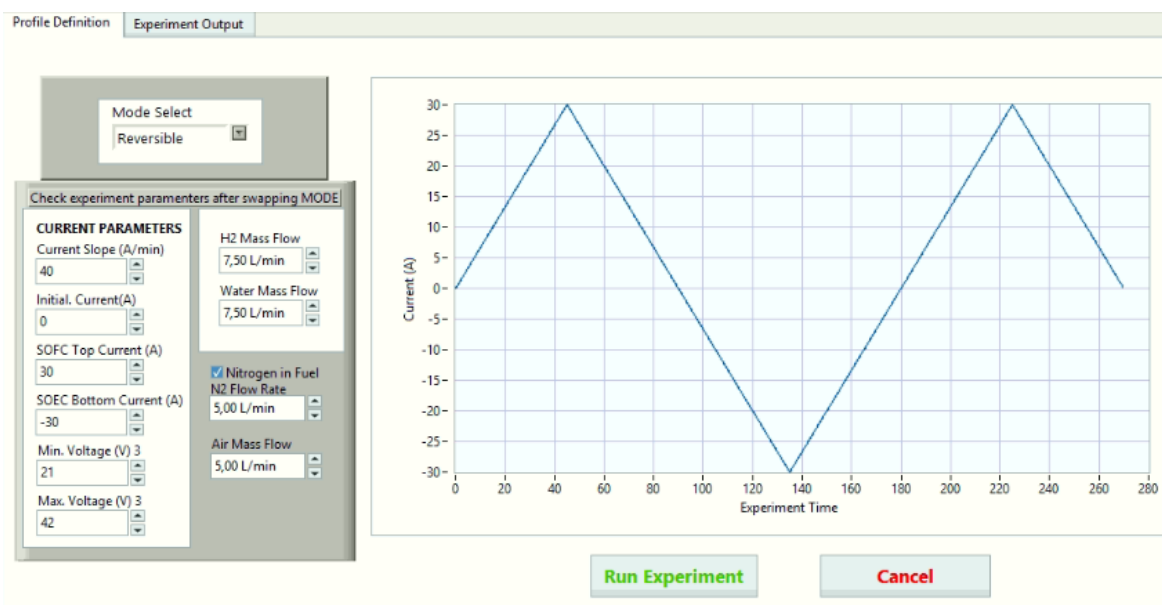 Profile Definition
Experiment Output
Mode Select
Reversible
Check experiment paramenters after swapping MODE
CURRENT PARAMETERS
Current Slope (A/min)
40
Initial. Current(A)
0
SOFC Top Current (A)
30
SOEC Bottom Current (A)
-30
Min. Voltage (V) 3
21
Max. Voltage (V) 3
42
H2 Mass Flow
7,50 L/min
Water Mass Flow
7,50 L/min
Nitrogen in Fuel
N2 Flow Rate
5,00 L/min
Air Mass Flow
5,00 L/min
Current (A)
30
25
20
15
10
5
0
-5
-10
-15
-20
-25
-30
0 20 40 60 80 100 120 140 160 180 200 220 240 260 280
Experiment Time
Run Experiment
Cancel